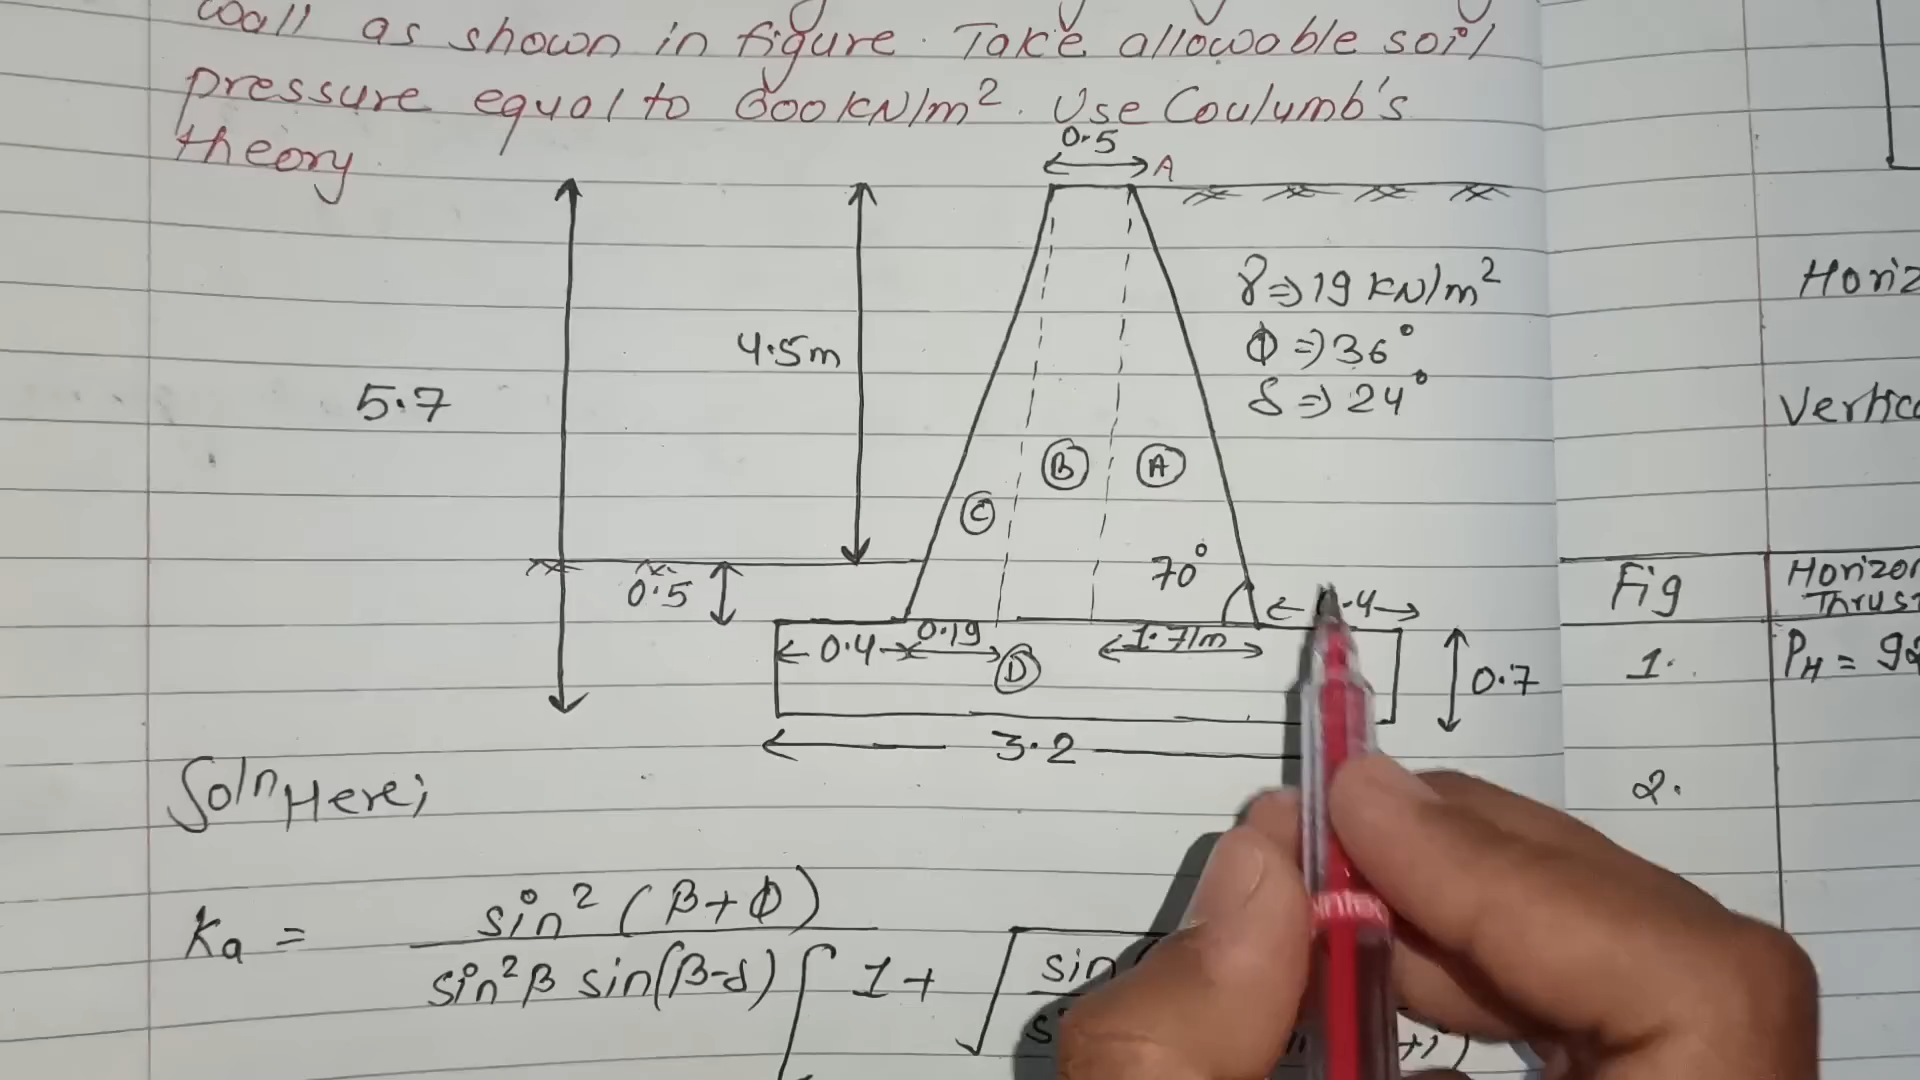 wall as shown in figure. Take allowable soil
pressure equal to 600kN/m². Use Coulumb's
theory
0.5
A
γ => 19 kN/m²
Φ => 36°
δ => 24°
4.5m
5.7
B
A
C
70°
0.5
0.4
0.19
D
1.71m
0.7
3.2
Soln Here;
Ka = sin² (β+Φ)
sin²β sin(β-δ) [ 1+ √ sin
Horiz
Vertica
Fig
Horizon
Thrust
1.
PH = 9
2.